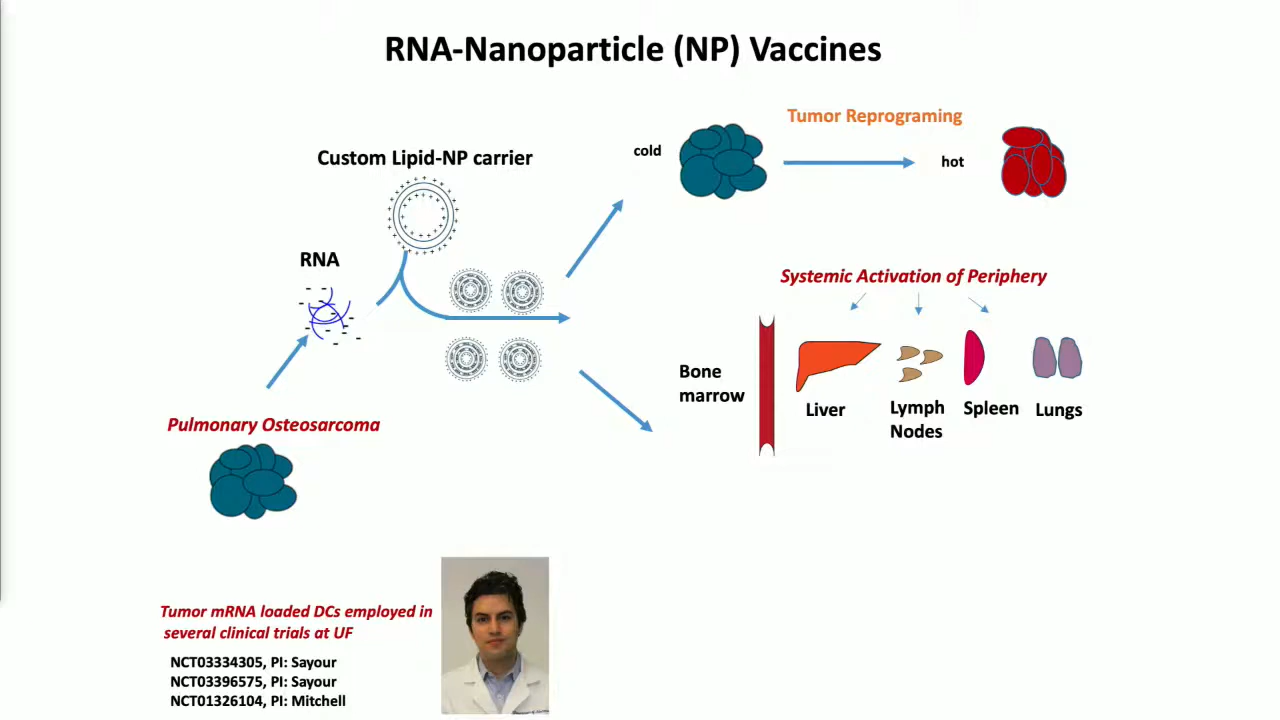 RNA-Nanoparticle (NP) Vaccines
Tumor Reprograming
cold
hot
Custom Lipid-NP carrier
RNA
Systemic Activation of Periphery
Bone
marrow
Liver
Lymph
Nodes
Spleen
Lungs
Pulmonary Osteosarcoma
Tumor mRNA loaded DCs employed in
several clinical trials at UF
NCT03334305, PI: Sayour
NCT03396575, PI: Sayour
NCT01326104, PI: Mitchell